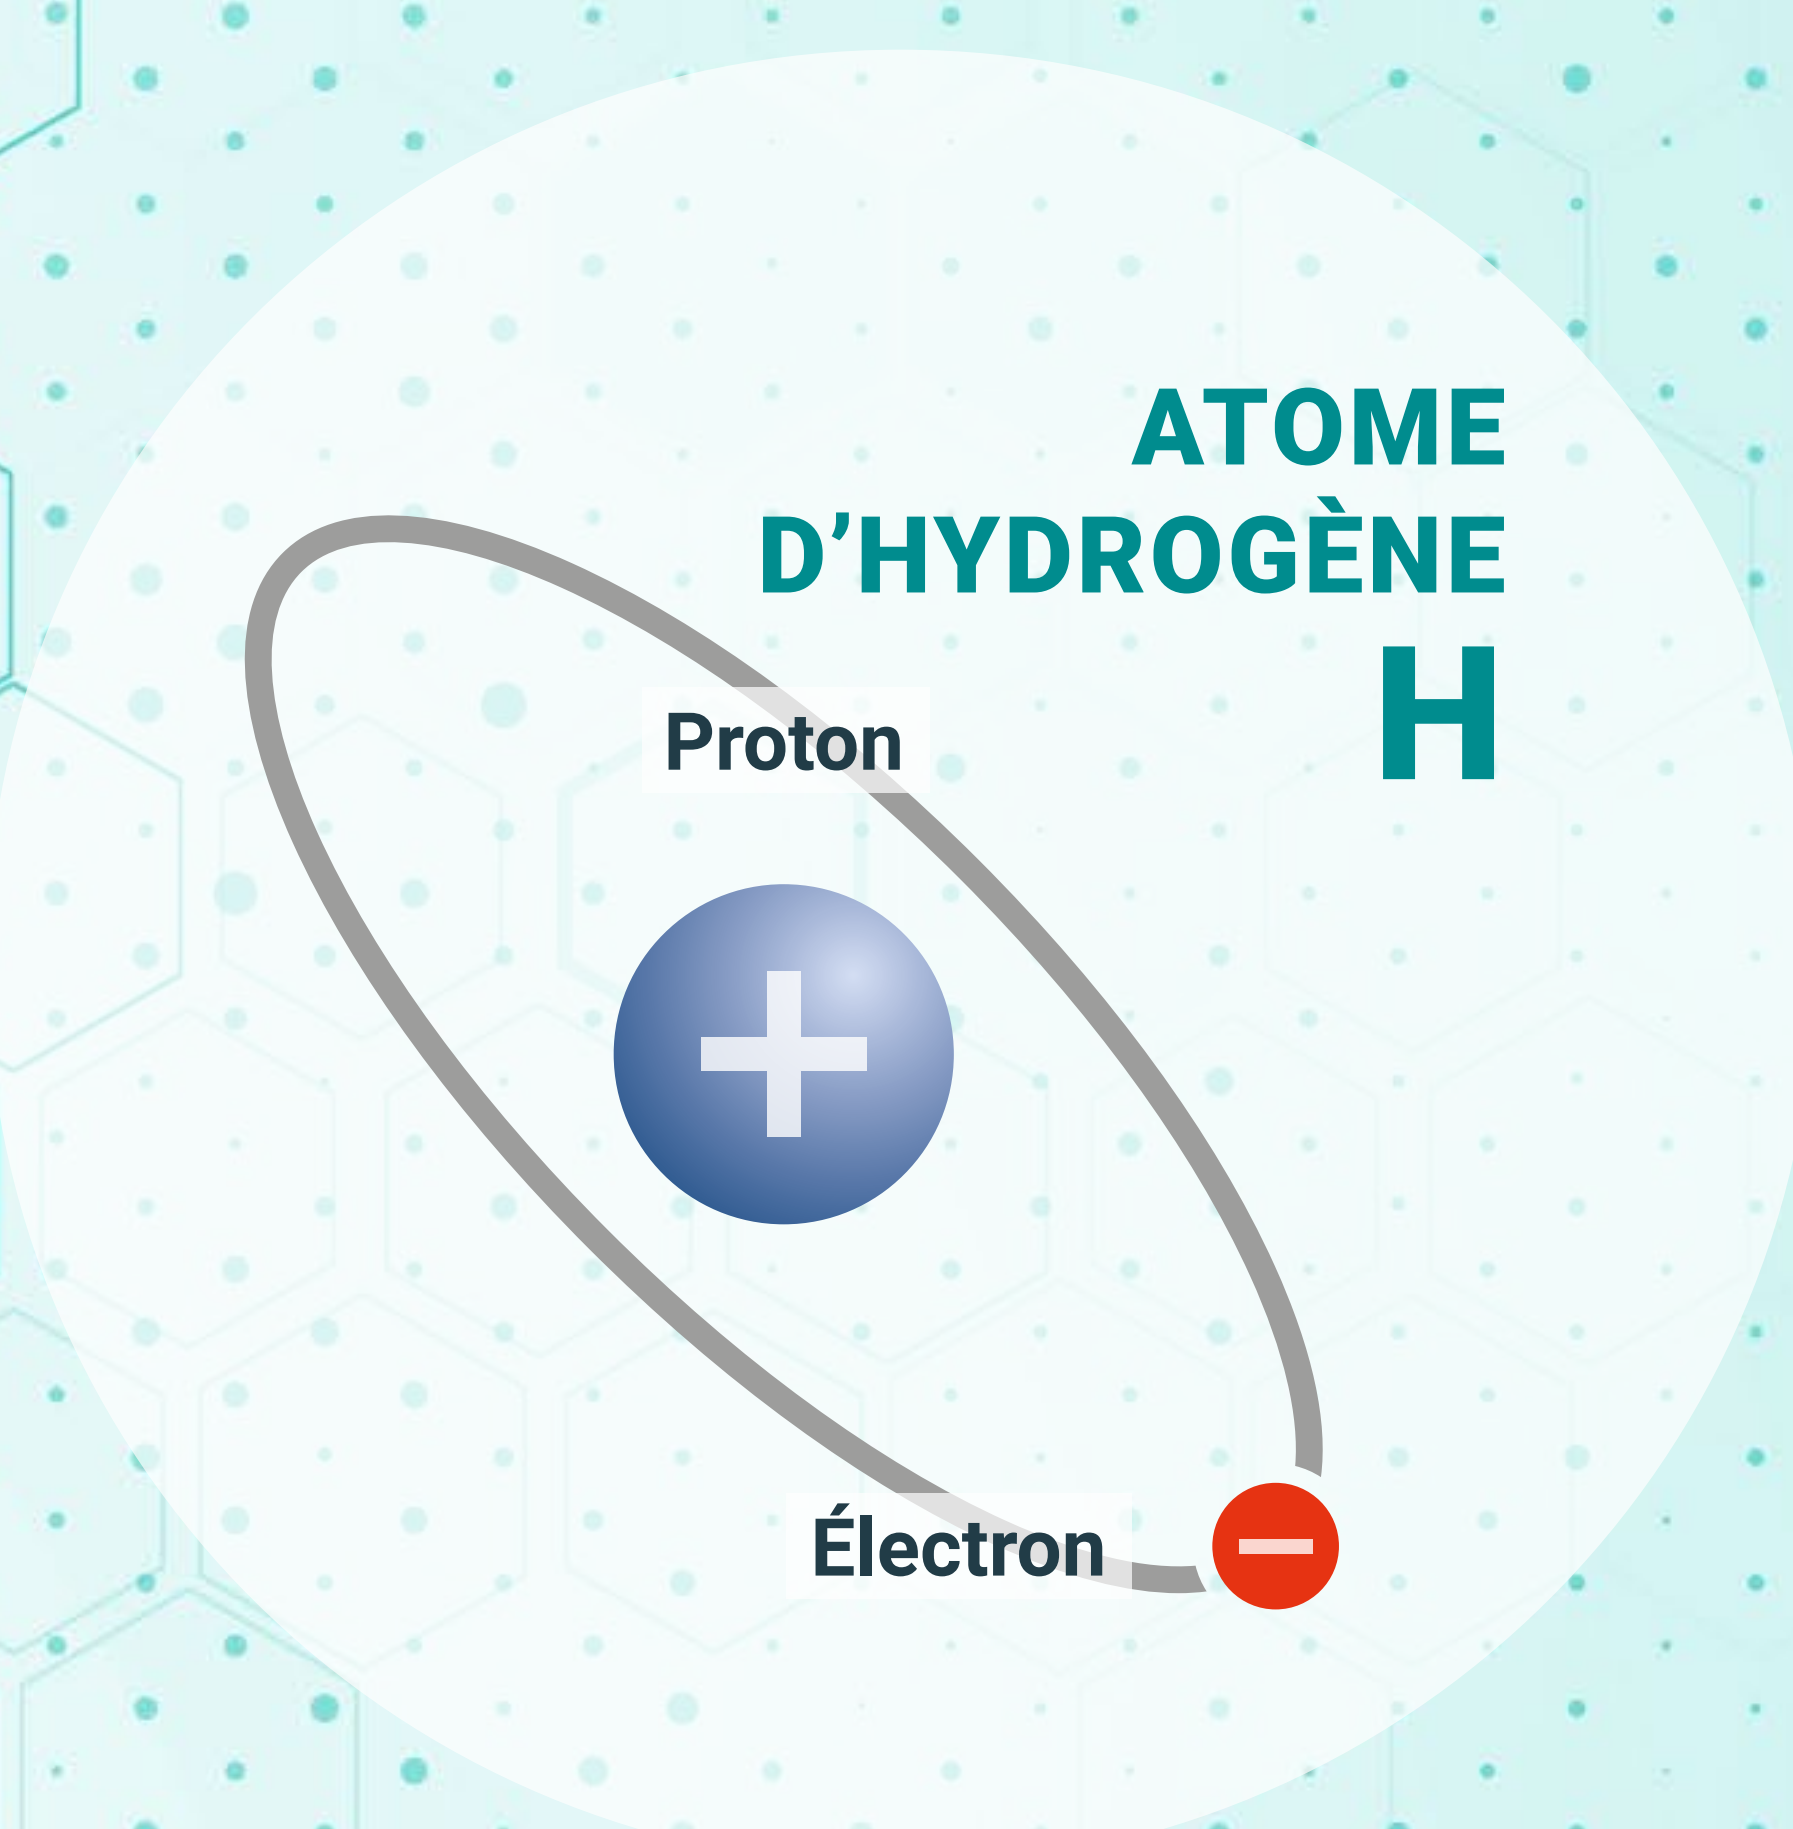 ATOME
D’HYDROGÈNE
H
Proton
+
Électron
−